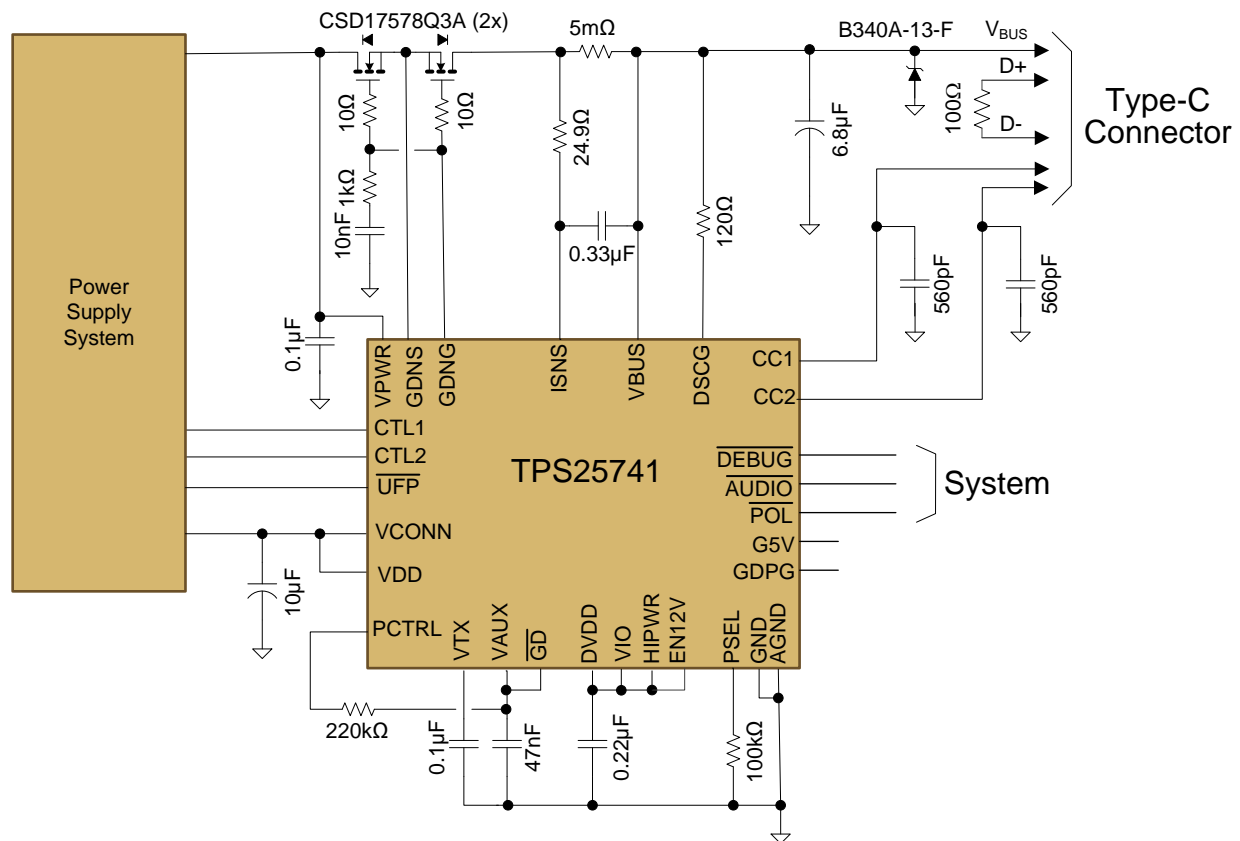 CSD17578Q3A (2x)
5mΩ
B340A-13-F
VBUS
D+
100Ω
D-
Type-C
Connector
10Ω
10Ω
24.9Ω
6.8µF
1kΩ
10nF
0.33µF
120Ω
560pF
560pF
Power
Supply
System
0.1µF
VPWR
GDNS
GDNG
ISNS
VBUS
DSCG
CC1
CC2
CTL1
CTL2
UFP
VCONN
VDD
PCTRL
TPS25741
DEBUG
AUDIO
POL
G5V
GDPG
System
10µF
VTX
VAUX
GD
DVDD
VIO
HIPWR
EN12V
PSEL
GND
AGND
220kΩ
0.1µF
47nF
0.22µF
100kΩ